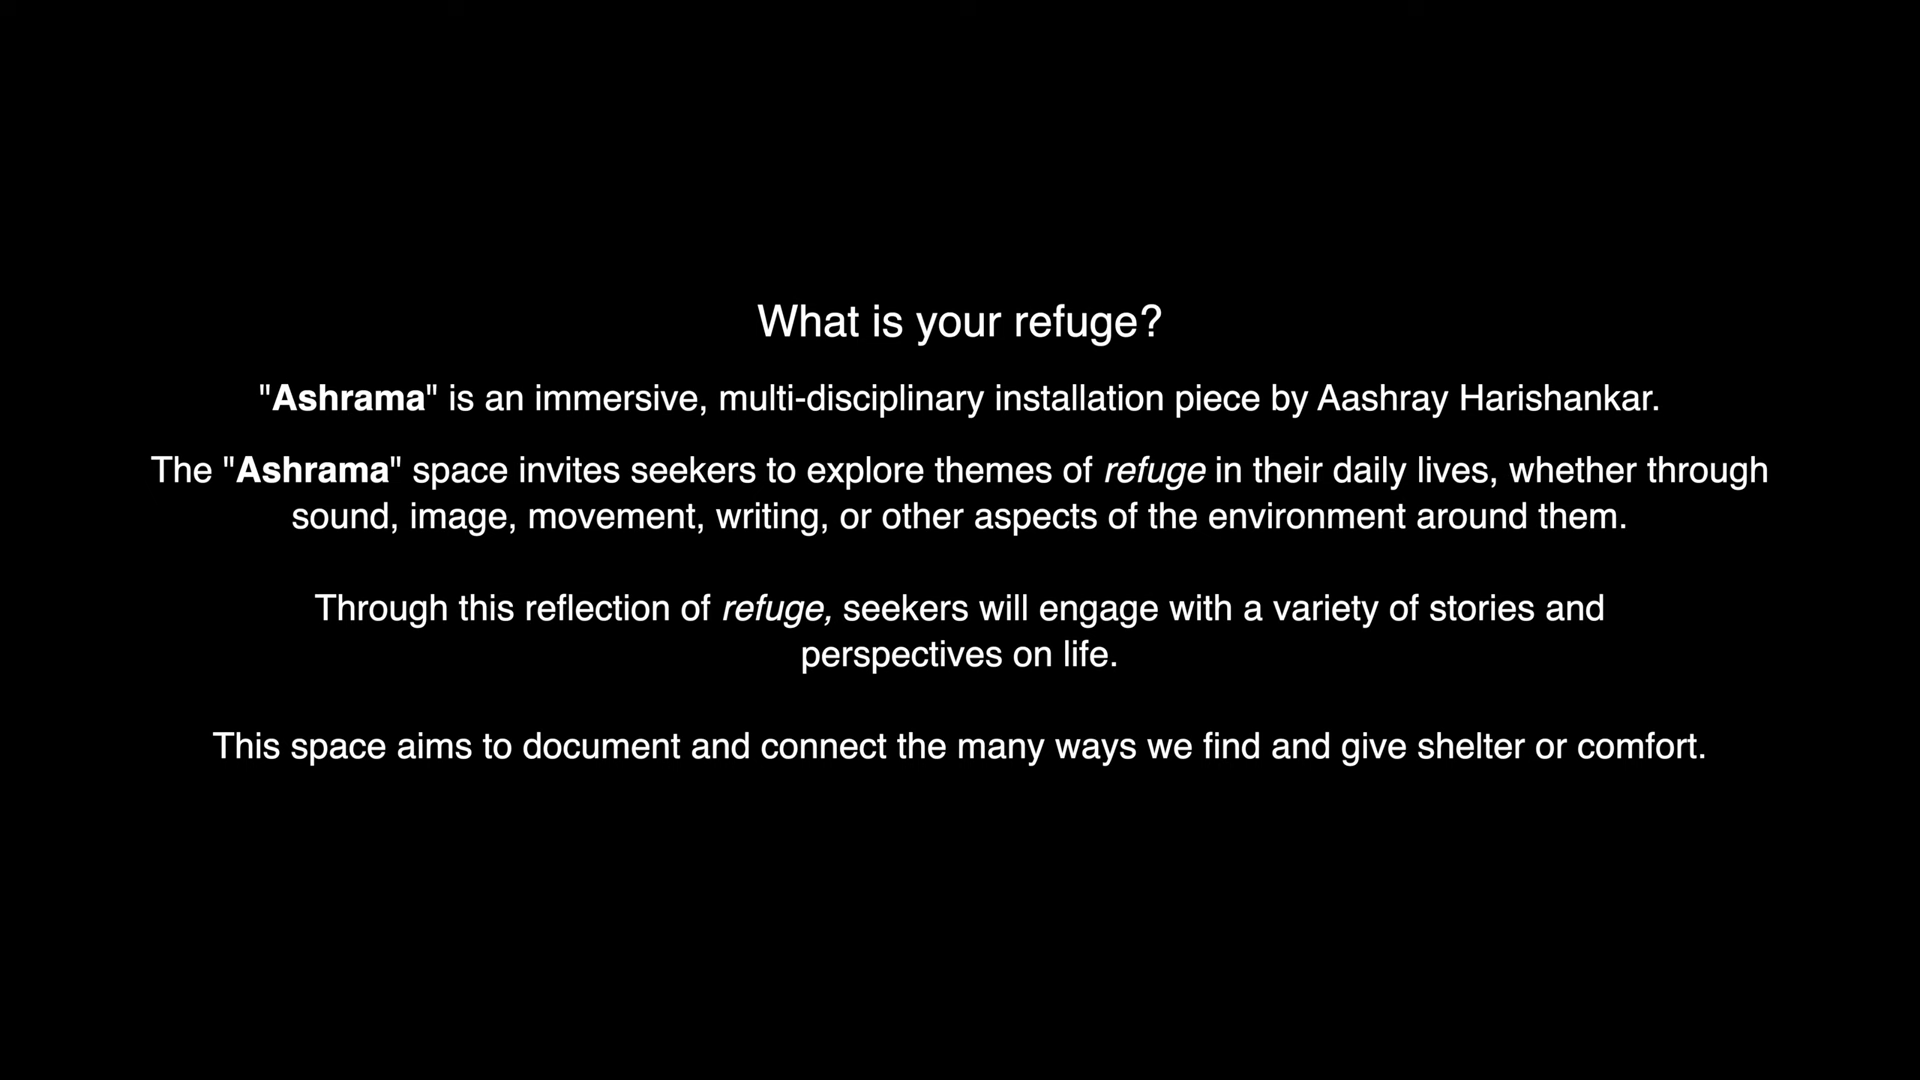 What is your refuge?
"Ashrama" is an immersive, multi-disciplinary installation piece by Aashray Harishankar.
The "Ashrama" space invites seekers to explore themes of refuge in their daily lives, whether through
sound, image, movement, writing, or other aspects of the environment around them.
Through this reflection of refuge, seekers will engage with a variety of stories and
perspectives on life.
This space aims to document and connect the many ways we find and give shelter or comfort.